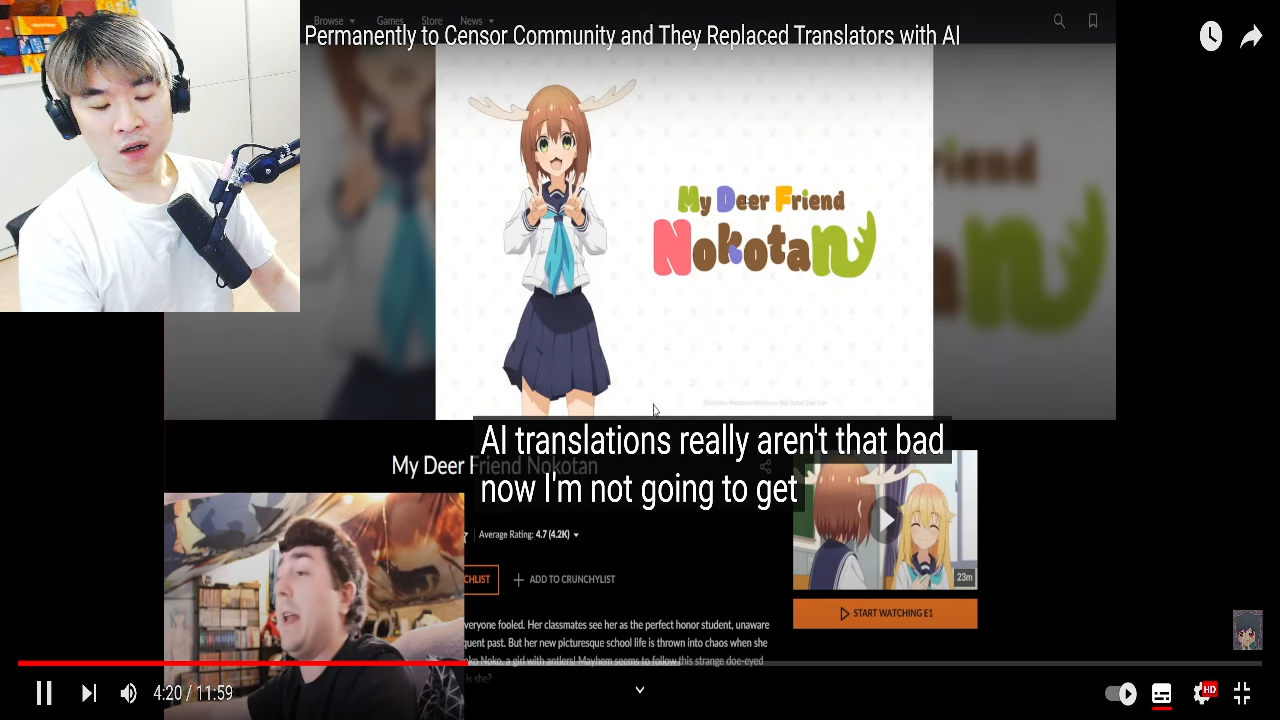 Browse Games Store News
Permanently to Censor Community and They Replaced Translators with AI
My Deer Friend
Nokotan
AI translations really aren't that bad
now I'm not going to get
My Deer Friend Nokotan
Average Rating: 4.7 (4.2K)
CHLIST
ADD TO CRUNCHYLIST
23m
START WATCHING E1
everyone fooled. Her classmates see her as the perfect honor student, unaware
quent past. But her new picturesque school life is thrown into chaos when she
oko Noko, a girl with antlers! Mayhem seems to follow this strange doe-eyed
is she?
4:20 / 11:59
HD